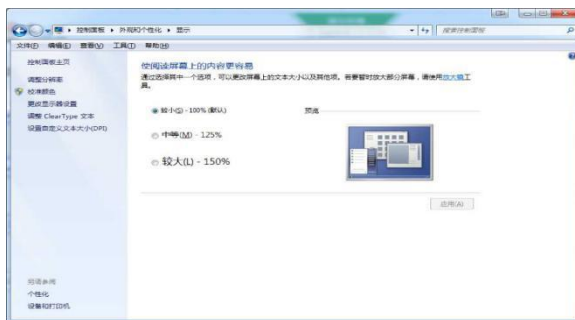 控制面板 ▸ 外观和个性化 ▸ 显示
搜索控制面板
文件(F) 编辑(E) 查看(V) 工具(T) 帮助(H)
控制面板主页
调整分辨率
校准颜色
更改显示器设置
调整 ClearType 文本
设置自定义文本大小(DPI)
使阅读屏幕上的内容更容易
通过选择其中一个选项，可以更改屏幕上的文本大小以及其他项。若要暂时放大部分屏幕，请使用放大镜工
具。
较小(S) - 100% (默认)
预览
中等(M) - 125%
较大(L) - 150%
应用(A)
另请参阅
个性化
设备和打印机